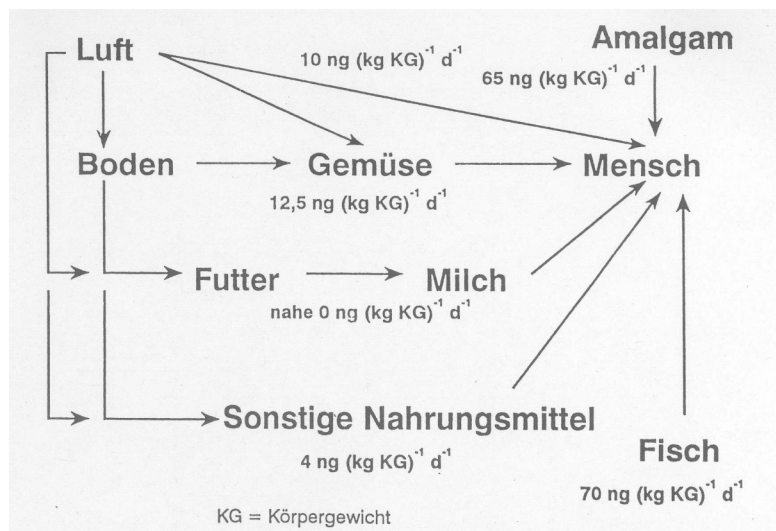 Luft
10 ng (kg KG)⁻¹ d⁻¹
Amalgam
65 ng (kg KG)⁻¹ d⁻¹
Boden
Gemüse
Mensch
12,5 ng (kg KG)⁻¹ d⁻¹
Futter
Milch
nahe 0 ng (kg KG)⁻¹ d⁻¹
Sonstige Nahrungsmittel
4 ng (kg KG)⁻¹ d⁻¹
Fisch
70 ng (kg KG)⁻¹ d⁻¹
KG = Körpergewicht